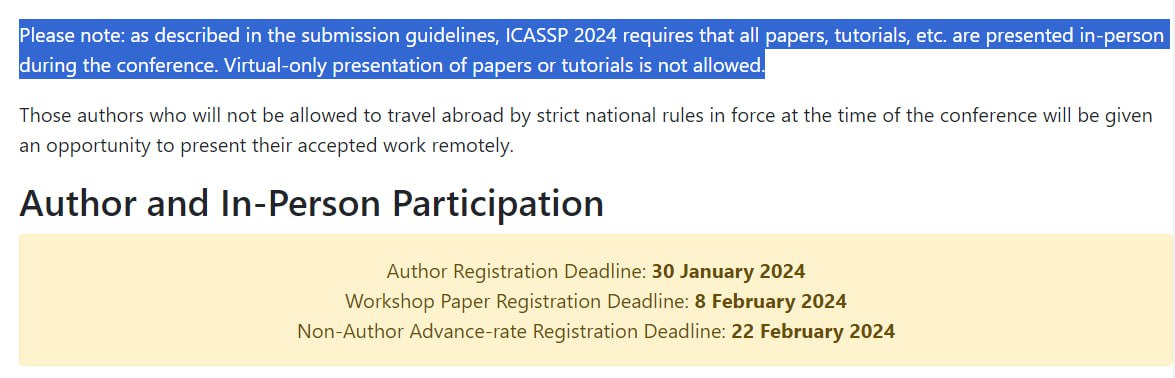 Please note: as described in the submission guidelines, ICASSP 2024 requires that all papers, tutorials, etc. are presented in-person
during the conference. Virtual-only presentation of papers or tutorials is not allowed.
Those authors who will not be allowed to travel abroad by strict national rules in force at the time of the conference will be given
an opportunity to present their accepted work remotely.
Author and In-Person Participation
Author Registration Deadline: 30 January 2024
Workshop Paper Registration Deadline: 8 February 2024
Non-Author Advance-rate Registration Deadline: 22 February 2024